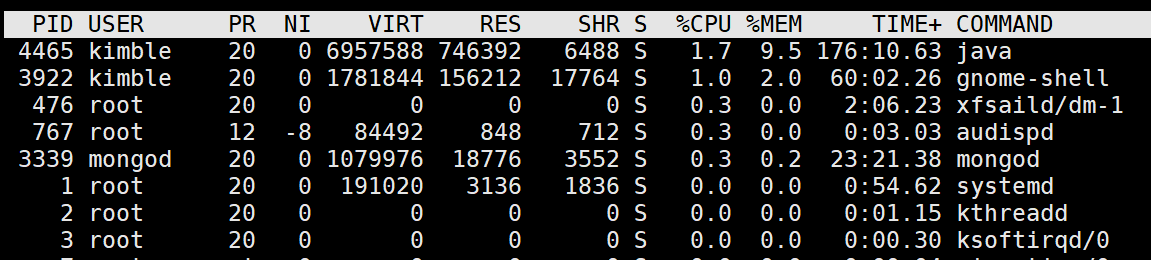 PID USER PR NI VIRT RES SHR S %CPU %MEM TIME+ COMMAND
4465 kimble 20 0 6957588 746392 6488 S 1.7 9.5 176:10.63 java
3922 kimble 20 0 1781844 156212 17764 S 1.0 2.0 60:02.26 gnome-shell
476 root 20 0 0 0 0 S 0.3 0.0 2:06.23 xfsaild/dm-1
767 root 12 -8 84492 848 712 S 0.3 0.0 0:03.03 audispd
3339 mongod 20 0 1079976 18776 3552 S 0.3 0.2 23:21.38 mongod
1 root 20 0 191020 3136 1836 S 0.0 0.0 0:54.62 systemd
2 root 20 0 0 0 0 S 0.0 0.0 0:01.15 kthreadd
3 root 20 0 0 0 0 S 0.0 0.0 0:00.30 ksoftirqd/0